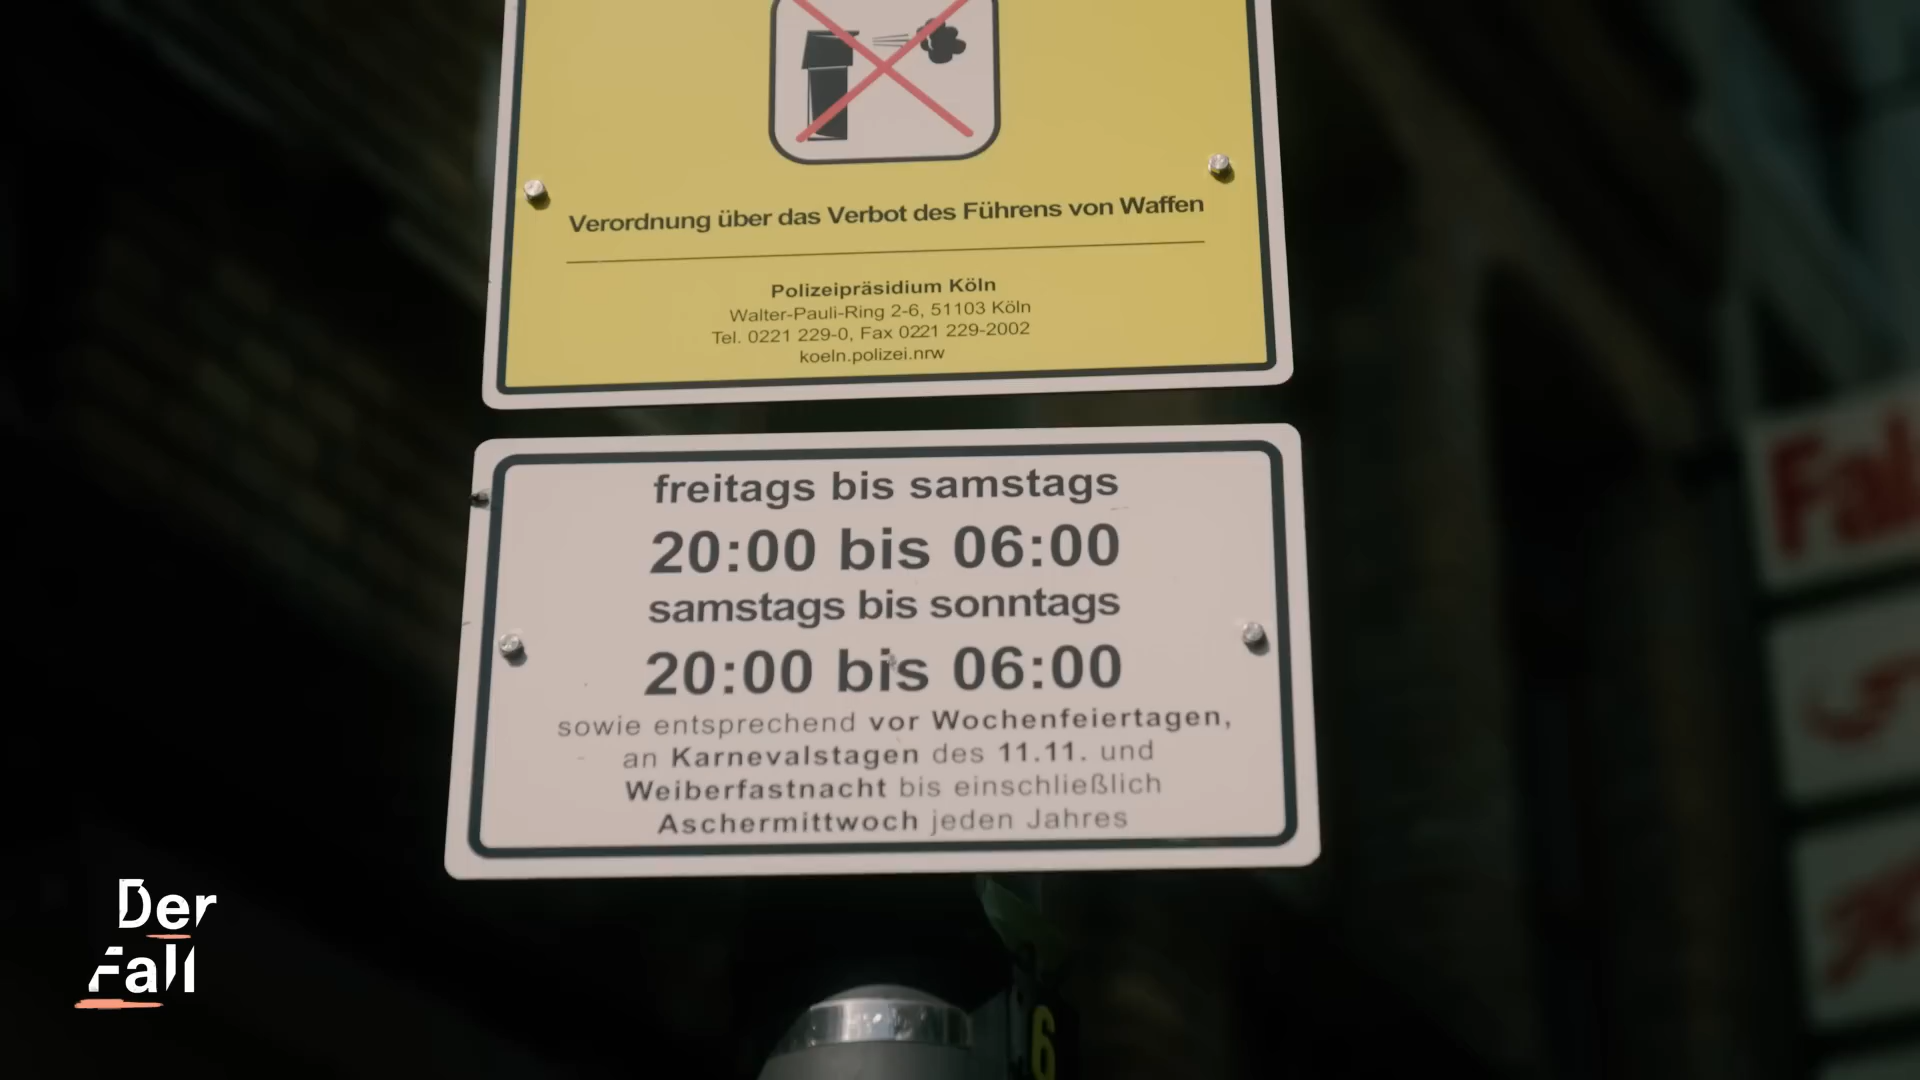 Verordnung über das Verbot des Führens von Waffen
Polizeipräsidium Köln
Walter-Pauli-Ring 2-6, 51103 Köln
Tel. 0221 229-0, Fax 0221 229-2002
koeln.polizei.nrw
freitags bis samstags
20:00 bis 06:00
samstags bis sonntags
20:00 bis 06:00
sowie entsprechend vor Wochenfeiertagen,
an Karnevalstagen des 11.11. und
Weiberfastnacht bis einschließlich
Aschermittwoch jeden Jahres
Der
Fall
6